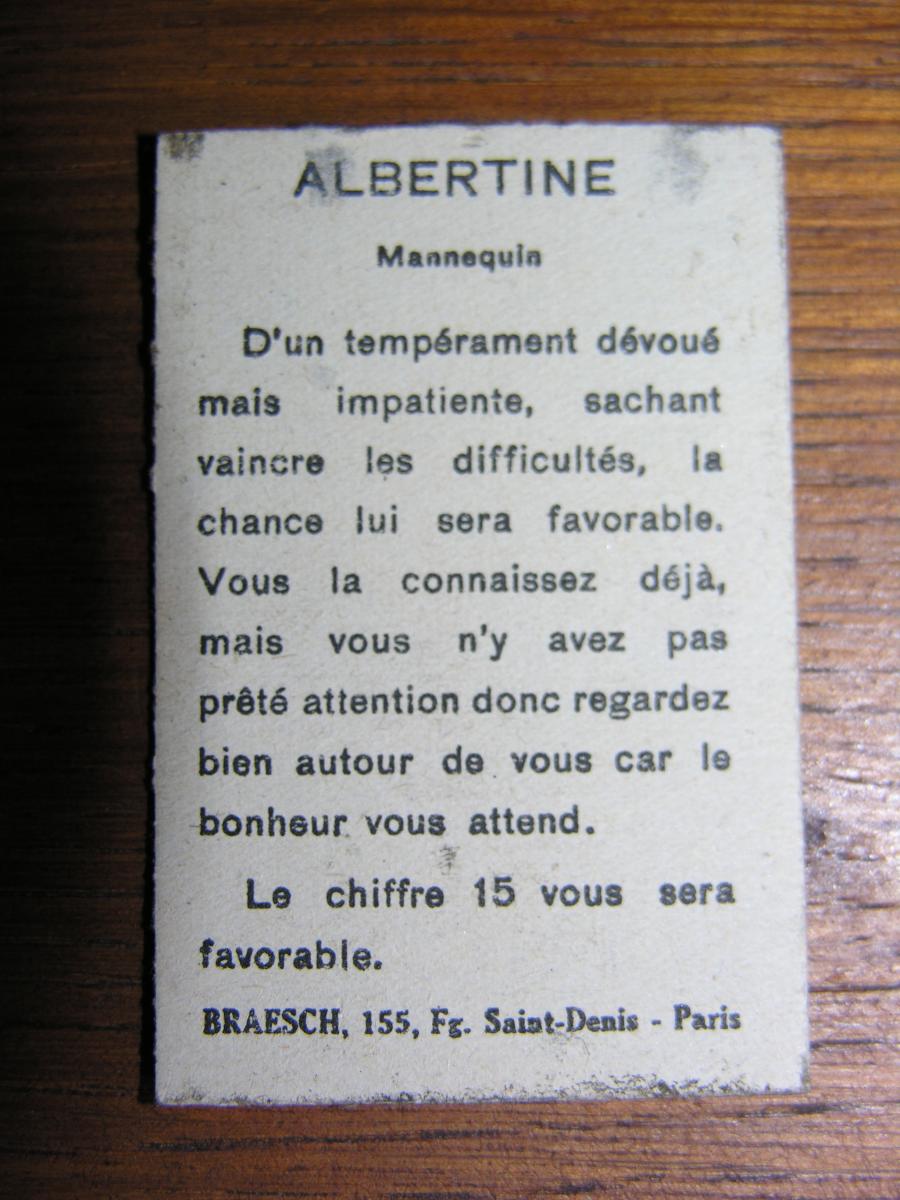 ALBERTINE
Mannequin
D'un tempérament dévoué
mais impatiente, sachant
vaincre les difficultés, la
chance lui sera favorable.
Vous la connaissez déjà,
mais vous n'y avez pas
prêté attention donc regardez
bien autour de vous car le
bonheur vous attend.
Le chiffre 15 vous sera
favorable.
BRAESCH, 155, Fg. Saint-Denis - Paris